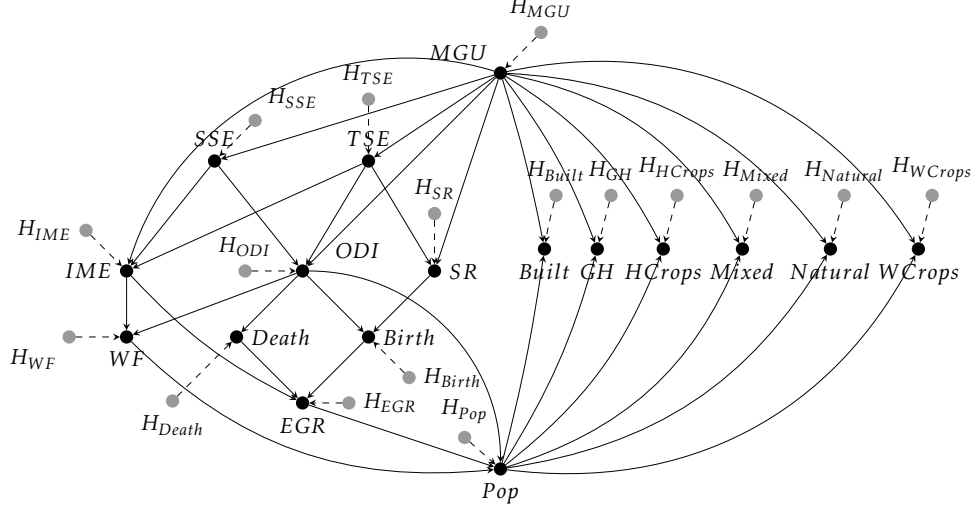 H_MGU
MGU
H_TSE
H_SSE
SSE
TSE
H_Built
H_GH
H_HCrops
H_Mixed
H_Natural
H_WCrops
H_SR
H_IME
H_ODI
ODI
IME
SR
Built GH HCrops Mixed Natural WCrops
H_WF
WF
Death
Birth
H_Birth
H_Death
H_EGR
H_Pop
EGR
Pop